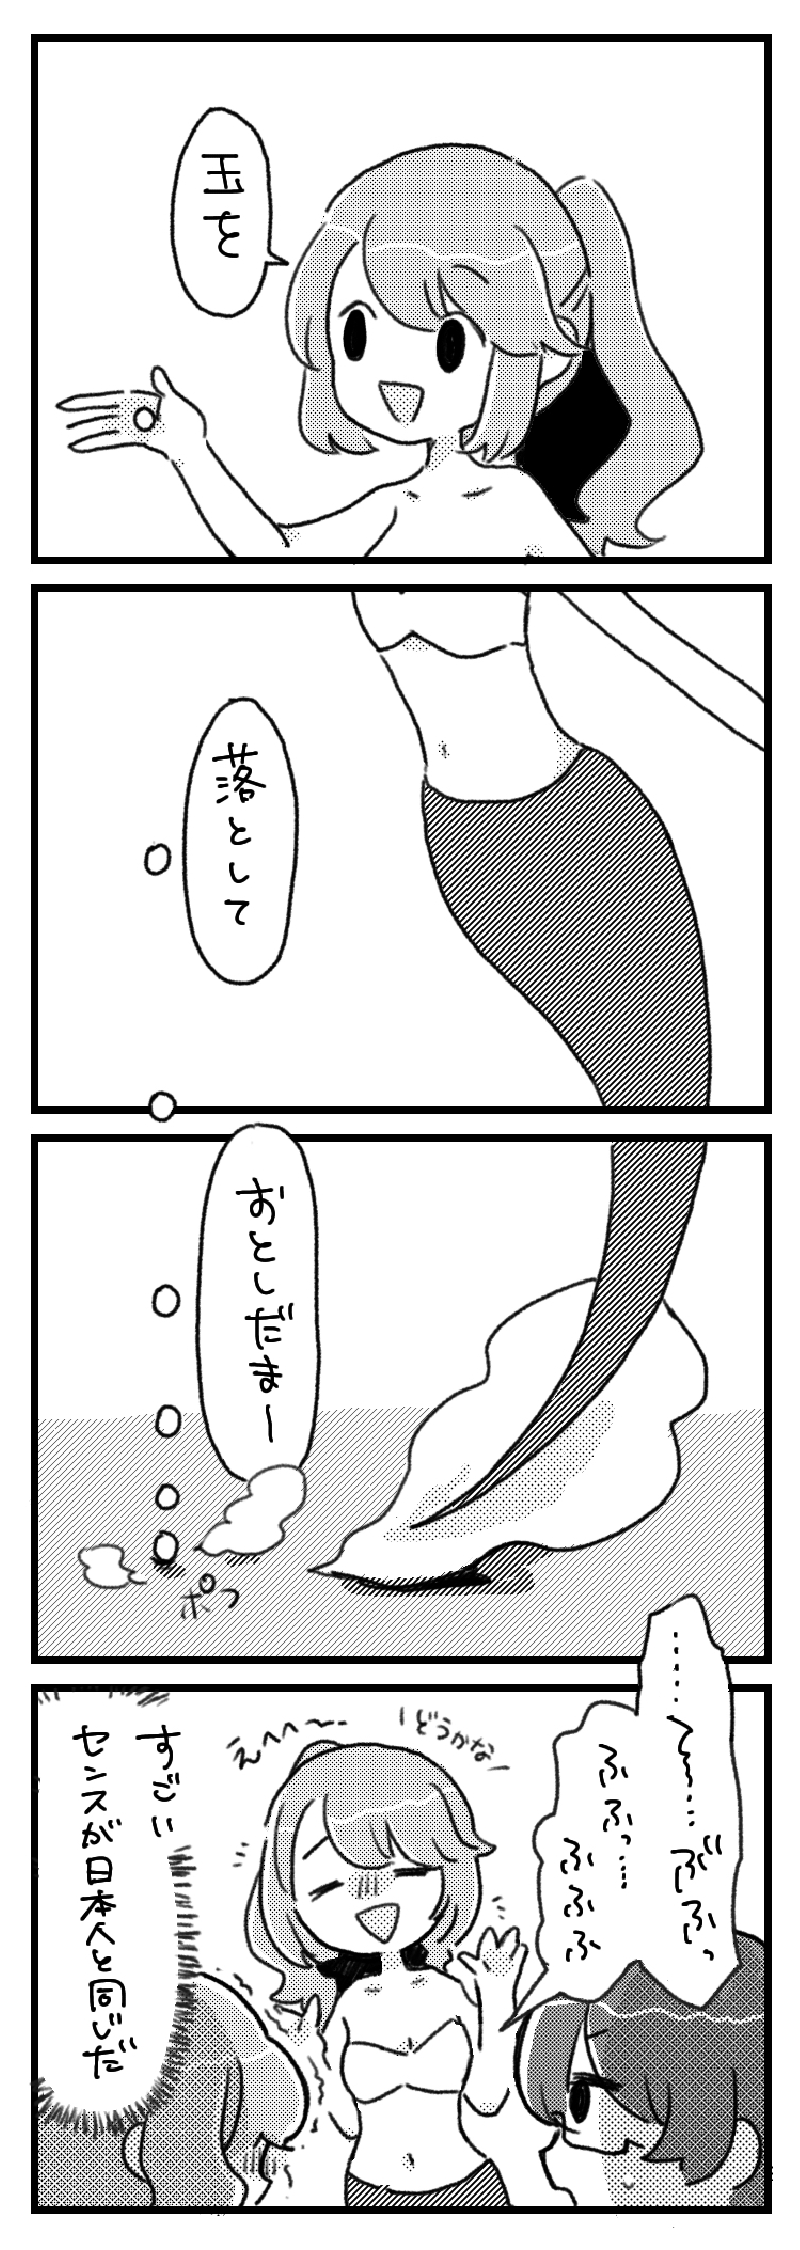 玉を
落として
おとしだまー
ポフ
……
く〜〜…ぶふっ
ふふっ…
ふふふ
どうかな
えへへ〜
すごい
センスが日本人と同じだ